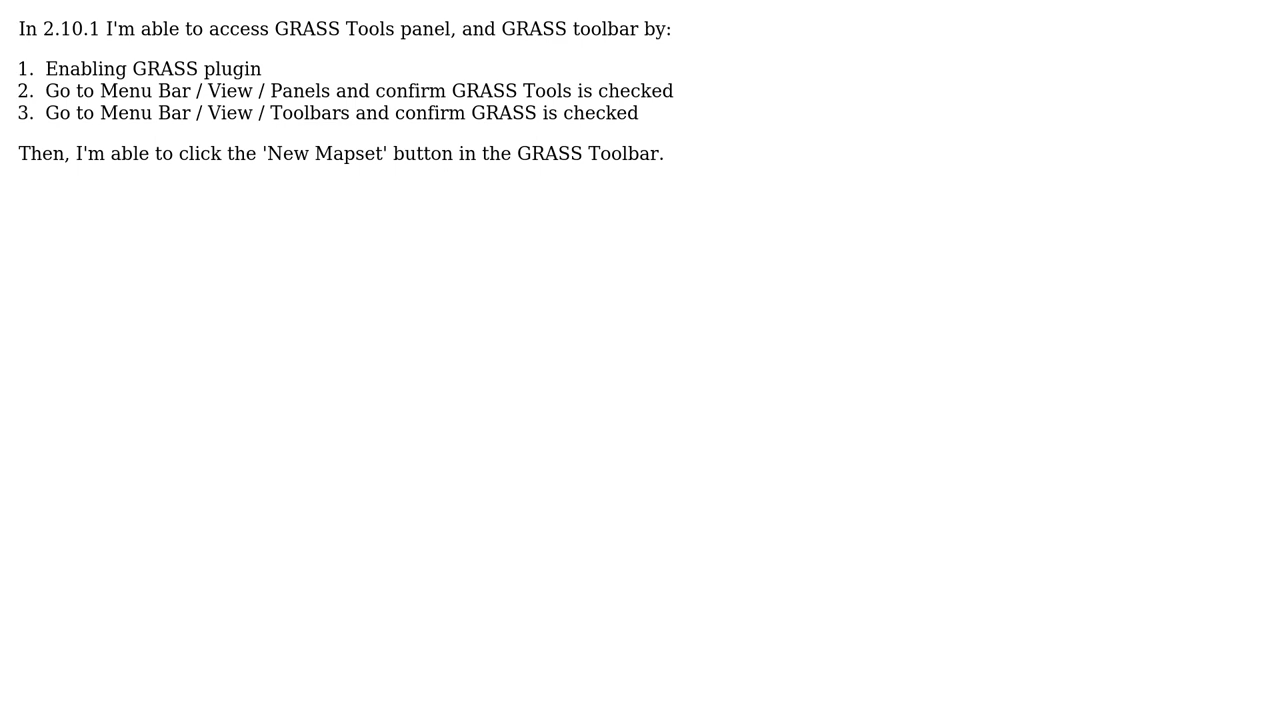 In 2.10.1 I'm able to access GRASS Tools panel, and GRASS toolbar by:
1. Enabling GRASS plugin
2. Go to Menu Bar / View / Panels and confirm GRASS Tools is checked
3. Go to Menu Bar / View / Toolbars and confirm GRASS is checked
Then, I'm able to click the 'New Mapset' button in the GRASS Toolbar.